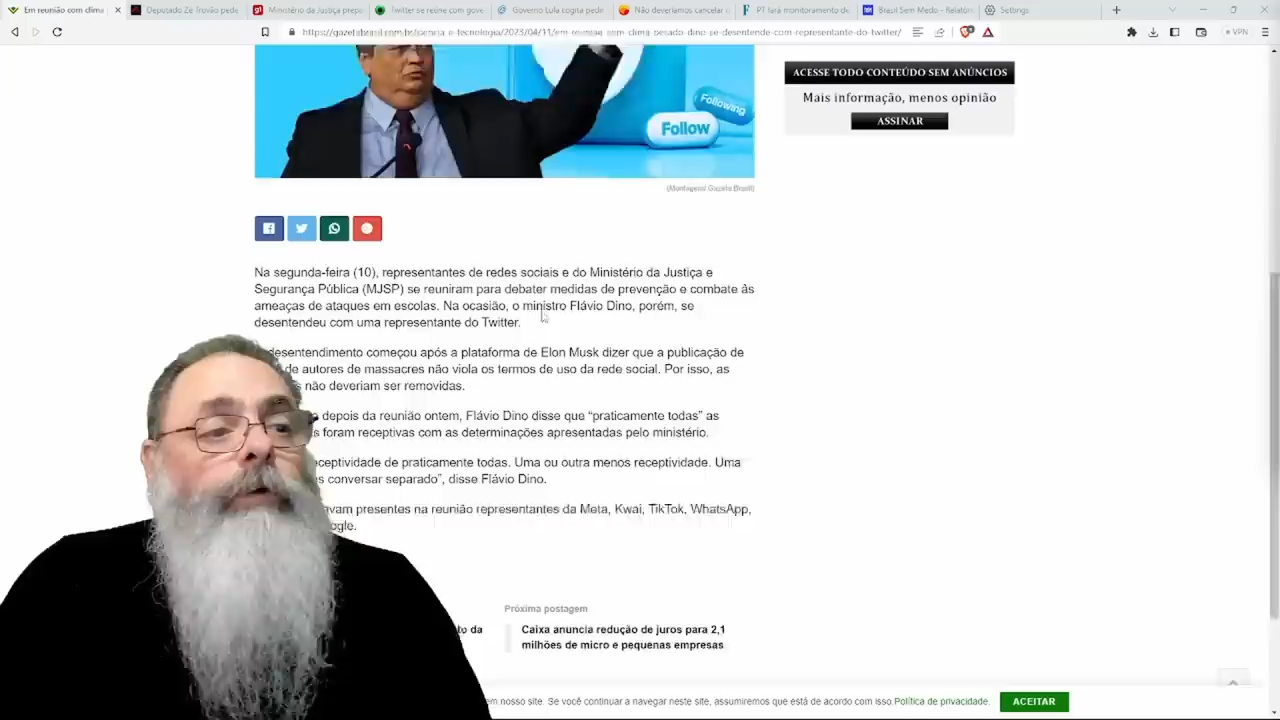 Em reunião com clima
Deputado Zé Trovão pede
Ministério da Justiça prepa
Twitter se reúne com gove
Governo Lula cogita pedir
Não deveríamos cancelar o
PT fará monitoramento de
Brasil Sem Medo - Relatór
Settings
https://gazetabrasil.com.br/ciencia-e-tecnologia/2023/04/11/em-reuniao-com-clima-pesado-dino-se-desentende-com-representante-do-twitter/
VPN
Following
Follow
ACESSE TODO CONTEÚDO SEM ANÚNCIOS
Mais informação, menos opinião
ASSINAR
(Montagem/ Gazeta Brasil)
Na segunda-feira (10), representantes de redes sociais e do Ministério da Justiça e
Segurança Pública (MJSP) se reuniram para debater medidas de prevenção e combate às
ameaças de ataques em escolas. Na ocasião, o ministro Flávio Dino, porém, se
desentendeu com uma representante do Twitter.
desentendimento começou após a plataforma de Elon Musk dizer que a publicação de
de autores de massacres não viola os termos de uso da rede social. Por isso, as
s não deveriam ser removidas.
depois da reunião ontem, Flávio Dino disse que “praticamente todas” as
s foram receptivas com as determinações apresentadas pelo ministério.
ceptividade de praticamente todas. Uma ou outra menos receptividade. Uma
s conversar separado”, disse Flávio Dino.
avam presentes na reunião representantes da Meta, Kwai, TikTok, WhatsApp,
ogle.
Próxima postagem
to da
Caixa anuncia redução de juros para 2,1
milhões de micro e pequenas empresas
em nosso site. Se você continuar a navegar neste site, assumiremos que está de acordo com isso.Política de privacidade.
ACEITAR